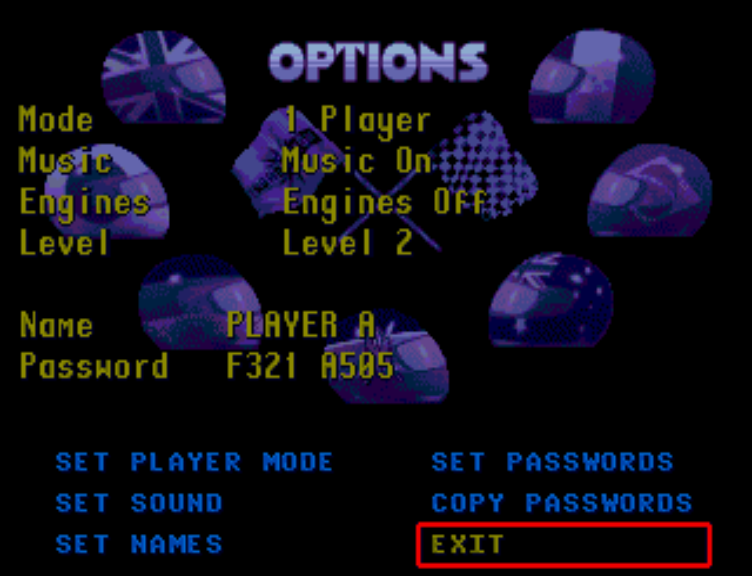 OPTIONS
Mode 1 Player
Music Music On
Engines Engines Off
Level Level 2
Name PLAYER A
Password F321 A505
SET PLAYER MODE SET PASSWORDS
SET SOUND COPY PASSWORDS
SET NAMES EXIT